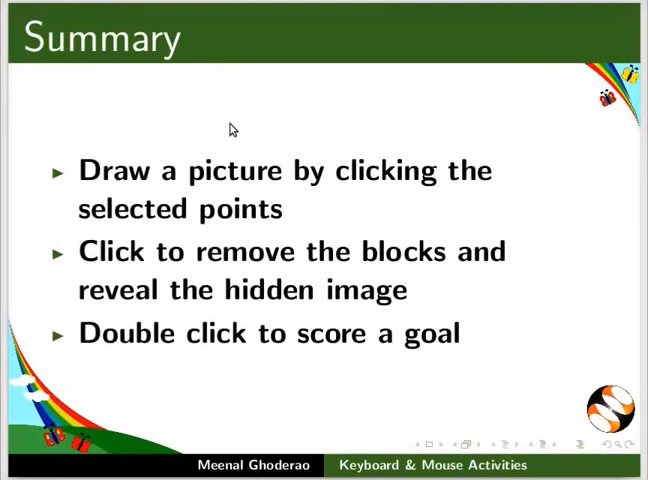 Summary
Draw a picture by clicking the
selected points
Click to remove the blocks and
reveal the hidden image
Double click to score a goal
Meenal Ghoderao Keyboard & Mouse Activities